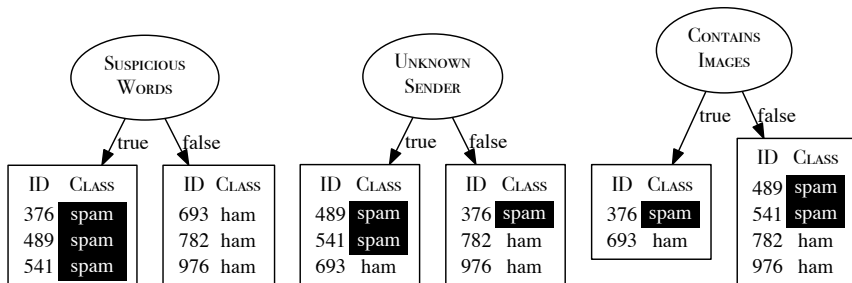 SUSPICIOUS
WORDS
true
false
ID CLASS
376 spam
489 spam
541 spam
ID CLASS
693 ham
782 ham
976 ham
UNKNOWN
SENDER
true
false
ID CLASS
489 spam
541 spam
693 ham
ID CLASS
376 spam
782 ham
976 ham
CONTAINS
IMAGES
true
false
ID CLASS
376 spam
693 ham
ID CLASS
489 spam
541 spam
782 ham
976 ham